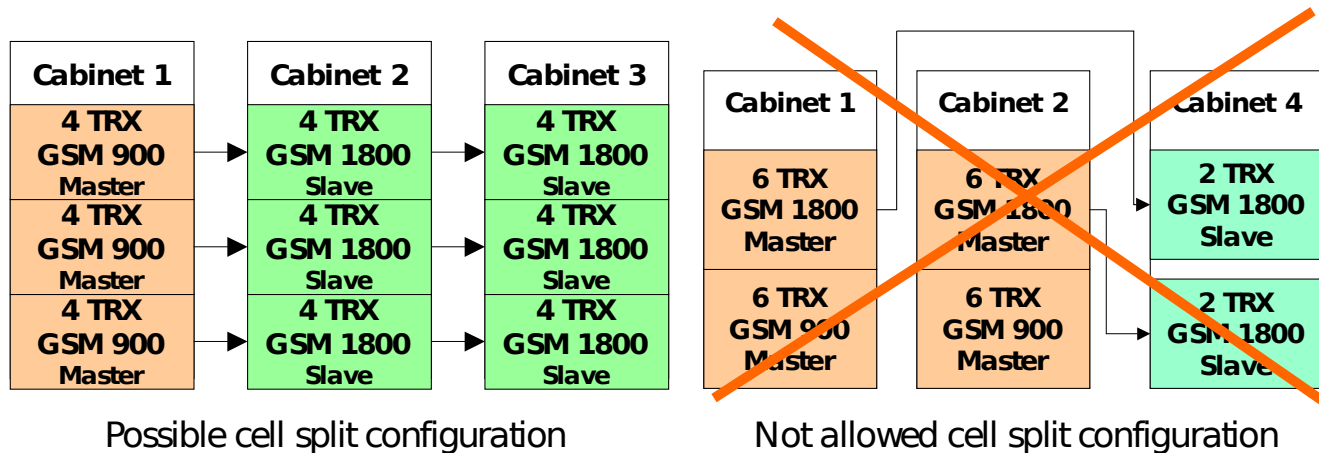 Cabinet 1
4 TRX
GSM 900
Master
4 TRX
GSM 900
Master
4 TRX
GSM 900
Master
Cabinet 2
4 TRX
GSM 1800
Slave
4 TRX
GSM 1800
Slave
4 TRX
GSM 1800
Slave
Cabinet 3
4 TRX
GSM 1800
Slave
4 TRX
GSM 1800
Slave
4 TRX
GSM 1800
Slave
Possible cell split configuration
Cabinet 1
6 TRX
GSM 1800
Master
6 TRX
GSM 900
Master
Cabinet 2
6 TRX
GSM 1800
Master
6 TRX
GSM 900
Master
Cabinet 4
2 TRX
GSM 1800
Slave
2 TRX
GSM 1800
Slave
Not allowed cell split configuration